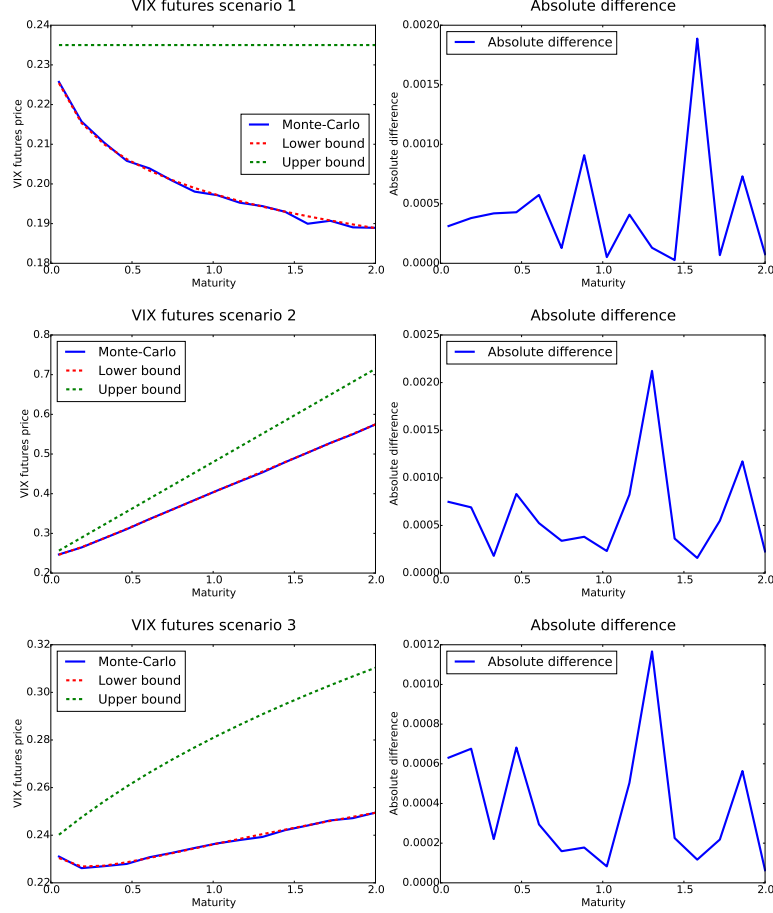 VIX futures scenario 1
VIX futures price
0.24
0.23
0.22
0.21
0.20
0.19
0.18
Monte-Carlo
Lower bound
Upper bound
0.0 0.5 1.0 1.5 2.0
Maturity
Absolute difference
Absolute difference
0.0020
0.0015
0.0010
0.0005
0.0000
Absolute difference
0.0 0.5 1.0 1.5 2.0
Maturity
VIX futures scenario 2
VIX futures price
0.8
0.7
0.6
0.5
0.4
0.3
0.2
Monte-Carlo
Lower bound
Upper bound
0.0 0.5 1.0 1.5 2.0
Maturity
Absolute difference
Absolute difference
0.0025
0.0020
0.0015
0.0010
0.0005
0.0000
Absolute difference
0.0 0.5 1.0 1.5 2.0
Maturity
VIX futures scenario 3
VIX futures price
0.32
0.30
0.28
0.26
0.24
0.22
Monte-Carlo
Lower bound
Upper bound
0.0 0.5 1.0 1.5 2.0
Maturity
Absolute difference
Absolute difference
0.0012
0.0010
0.0008
0.0006
0.0004
0.0002
0.0000
Absolute difference
0.0 0.5 1.0 1.5 2.0
Maturity